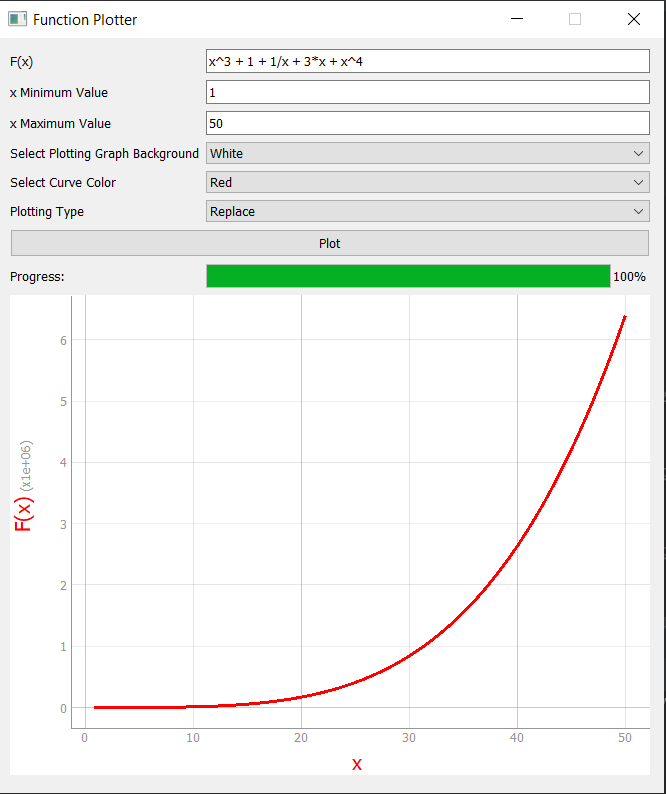 Function Plotter
F(x) x^3 + 1 + 1/x + 3*x + x^4
x Minimum Value 1
x Maximum Value 50
Select Plotting Graph Background White
Select Curve Color Red
Plotting Type Replace
Plot
Progress: 100%
6
5
4
3
2
1
0
F(x) (x1e+06)
0 10 20 30 40 50
x